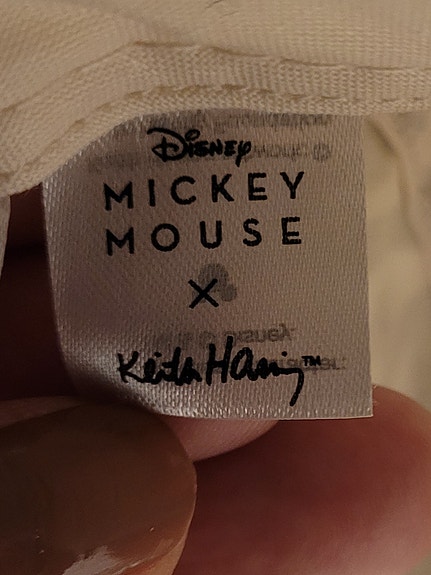 Disney
MICKEY
MOUSE
X
Keith Haring™